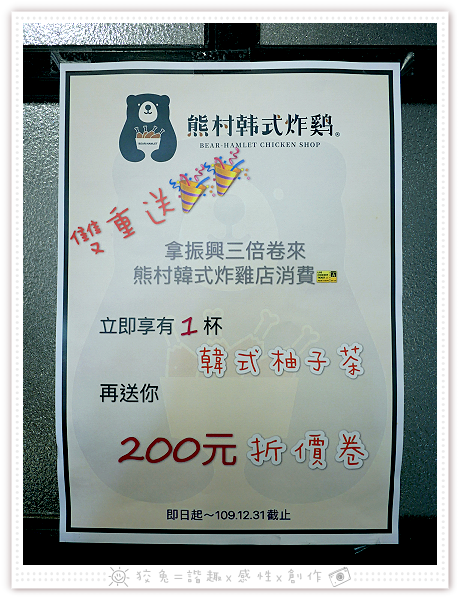 熊村韩式炸鷄®
BEAR-HAMLET CHICKEN SHOP
BEAR-HAMLET
雙重送
拿振興三倍卷來
熊村韓式炸雞店消費
立即享有1杯
韓式柚子茶
再送你
200元折價卷
即日起～109.12.31截止
狡兔=諧趣x感性x創作